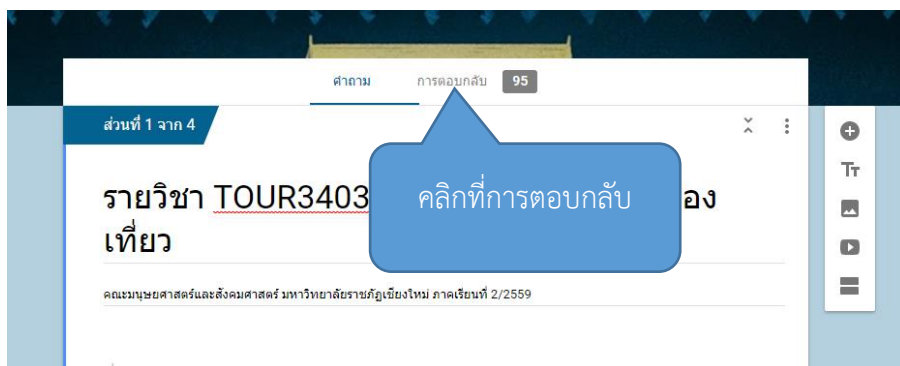 คำถาม การตอบกลับ 95
ส่วนที่ 1 จาก 4
คลิกที่การตอบกลับ
รายวิชา TOUR3403 อง
เที่ยว
คณะมนุษยศาสตร์และสังคมศาสตร์ มหาวิทยาลัยราชภัฏเชียงใหม่ ภาคเรียนที่ 2/2559
Tт